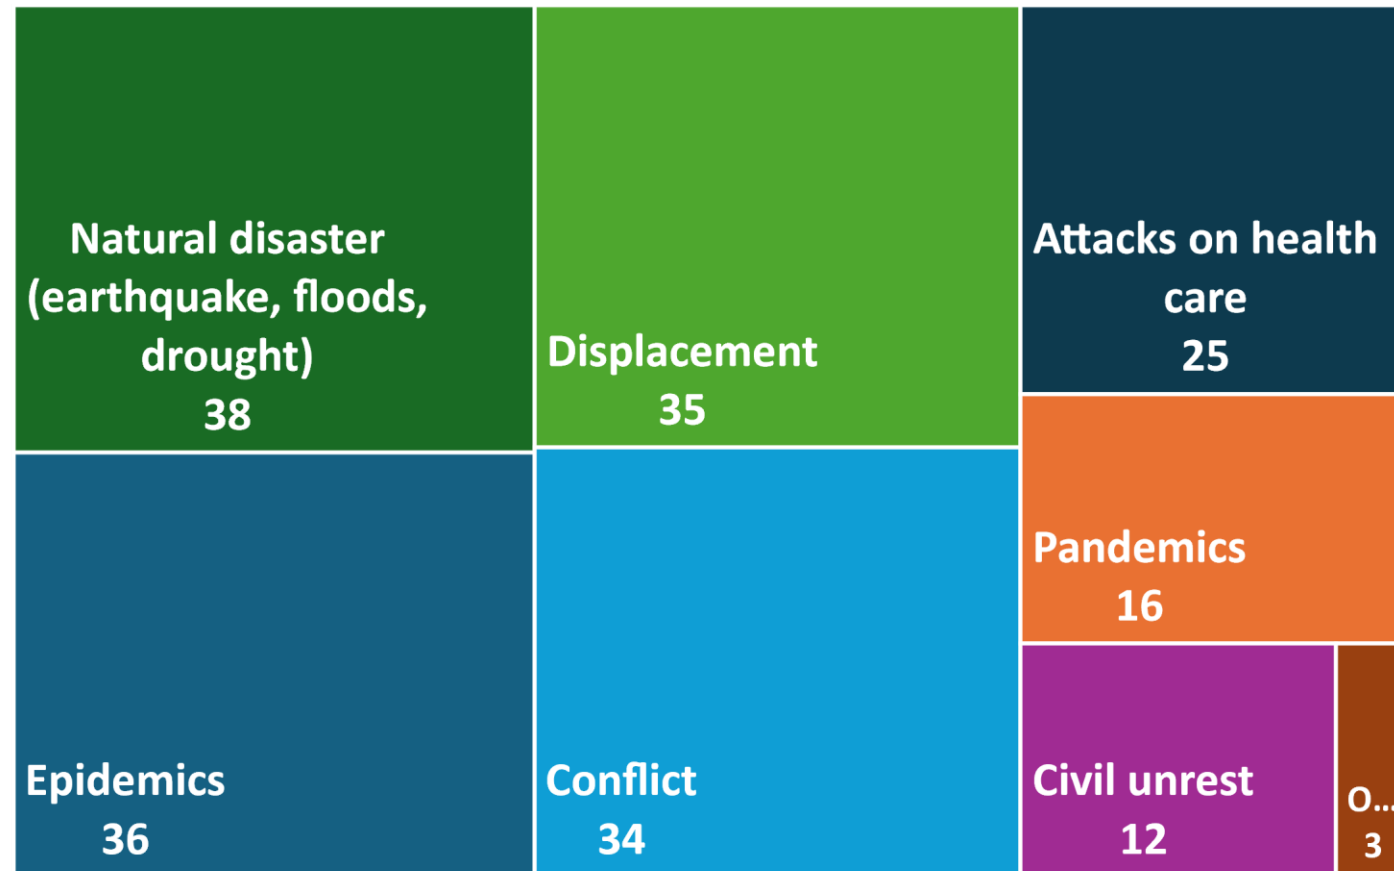 Natural disaster
(earthquake, floods,
drought)
38
Epidemics
36
Displacement
35
Conflict
34
Attacks on health
care
25
Pandemics
16
Civil unrest
12
O...
3